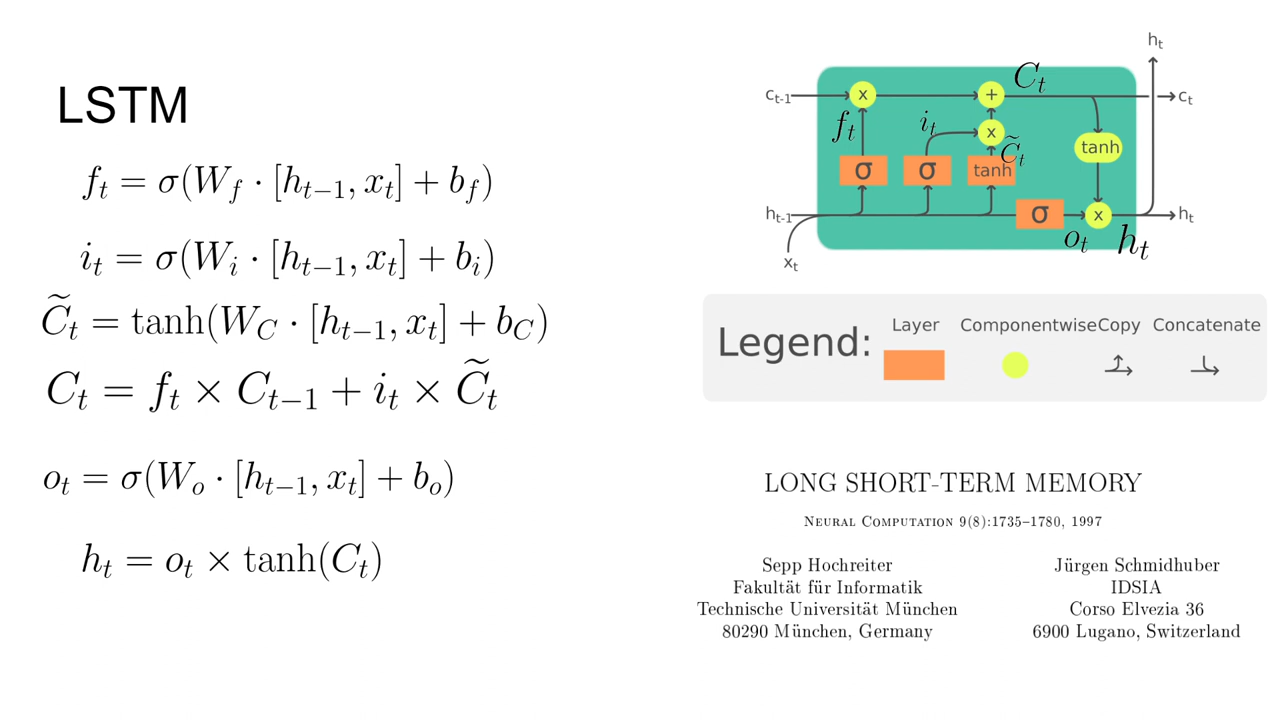 LSTM
f_t = σ(W_f · [h_{t−1}, x_t] + b_f)
i_t = σ(W_i · [h_{t−1}, x_t] + b_i)
C̃_t = tanh(W_C · [h_{t−1}, x_t] + b_C)
C_t = f_t × C_{t−1} + i_t × C̃_t
o_t = σ(W_o · [h_{t−1}, x_t] + b_o)
h_t = o_t × tanh(C_t)
h_t
C_t
c_{t-1}
x
+
c_t
f_t
i_t
x
C̃_t
tanh
σ
σ
tanh
h_{t-1}
σ
x
h_t
o_t
h_t
x_t
Legend:
Layer
Componentwise
Copy
Concatenate
LONG SHORT-TERM MEMORY
NEURAL COMPUTATION 9(8):1735–1780, 1997
Sepp Hochreiter
Fakultät für Informatik
Technische Universität München
80290 München, Germany
Jürgen Schmidhuber
IDSIA
Corso Elvezia 36
6900 Lugano, Switzerland